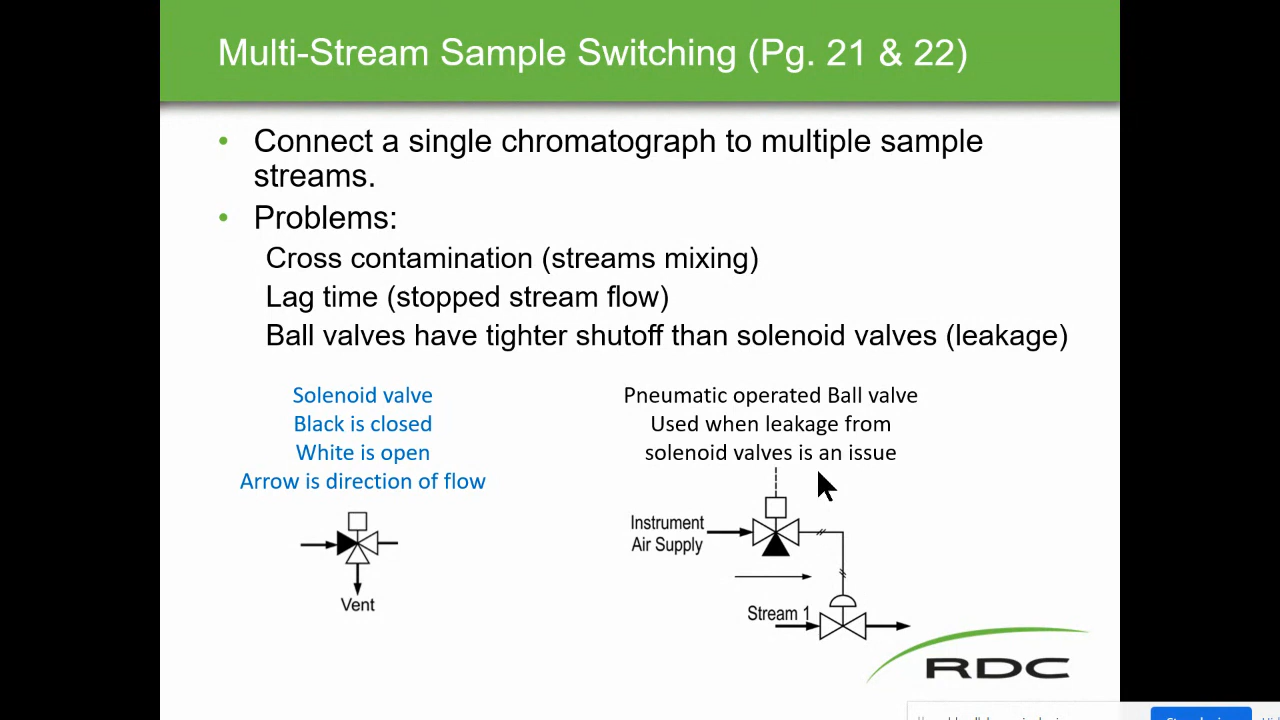 Multi-Stream Sample Switching (Pg. 21 & 22)
• Connect a single chromatograph to multiple sample
streams.
• Problems:
Cross contamination (streams mixing)
Lag time (stopped stream flow)
Ball valves have tighter shutoff than solenoid valves (leakage)
Solenoid valve
Black is closed
White is open
Arrow is direction of flow
Vent
Pneumatic operated Ball valve
Used when leakage from
solenoid valves is an issue
Instrument
Air Supply
Stream 1
RDC